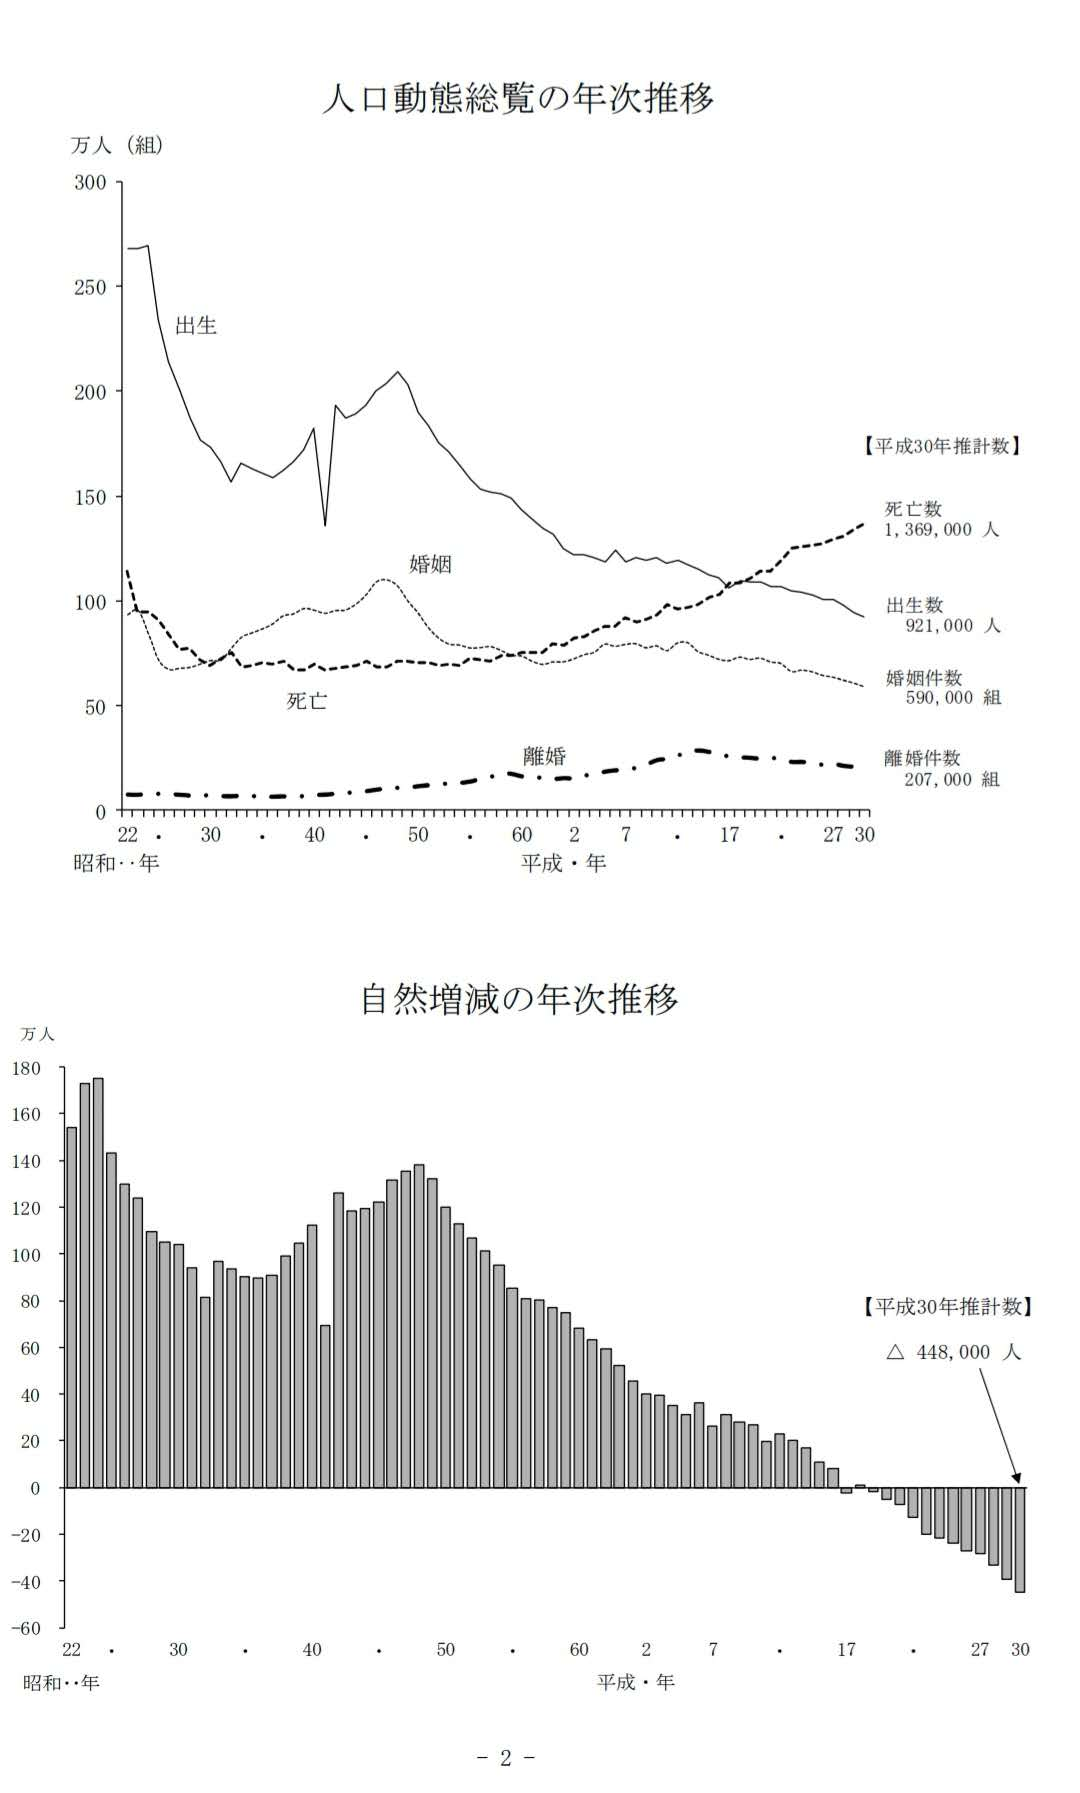 人口動態総覧の年次推移
万人（組）
300
250
200
150
100
50
0
出生
婚姻
死亡
離婚
【平成30年推計数】
死亡数
1,369,000 人
出生数
921,000 人
婚姻件数
590,000 組
離婚件数
207,000 組
22 ・ 30 ・ 40 ・ 50 ・ 60 2 7 ・ 17 ・ 27 30
昭和・・年 平成・年
自然増減の年次推移
万人
180
160
140
120
100
80
60
40
20
0
-20
-40
-60
【平成30年推計数】
△ 448,000 人
22 ・ 30 ・ 40 ・ 50 ・ 60 2 7 ・ 17 ・ 27 30
昭和・・年 平成・年
- 2 -